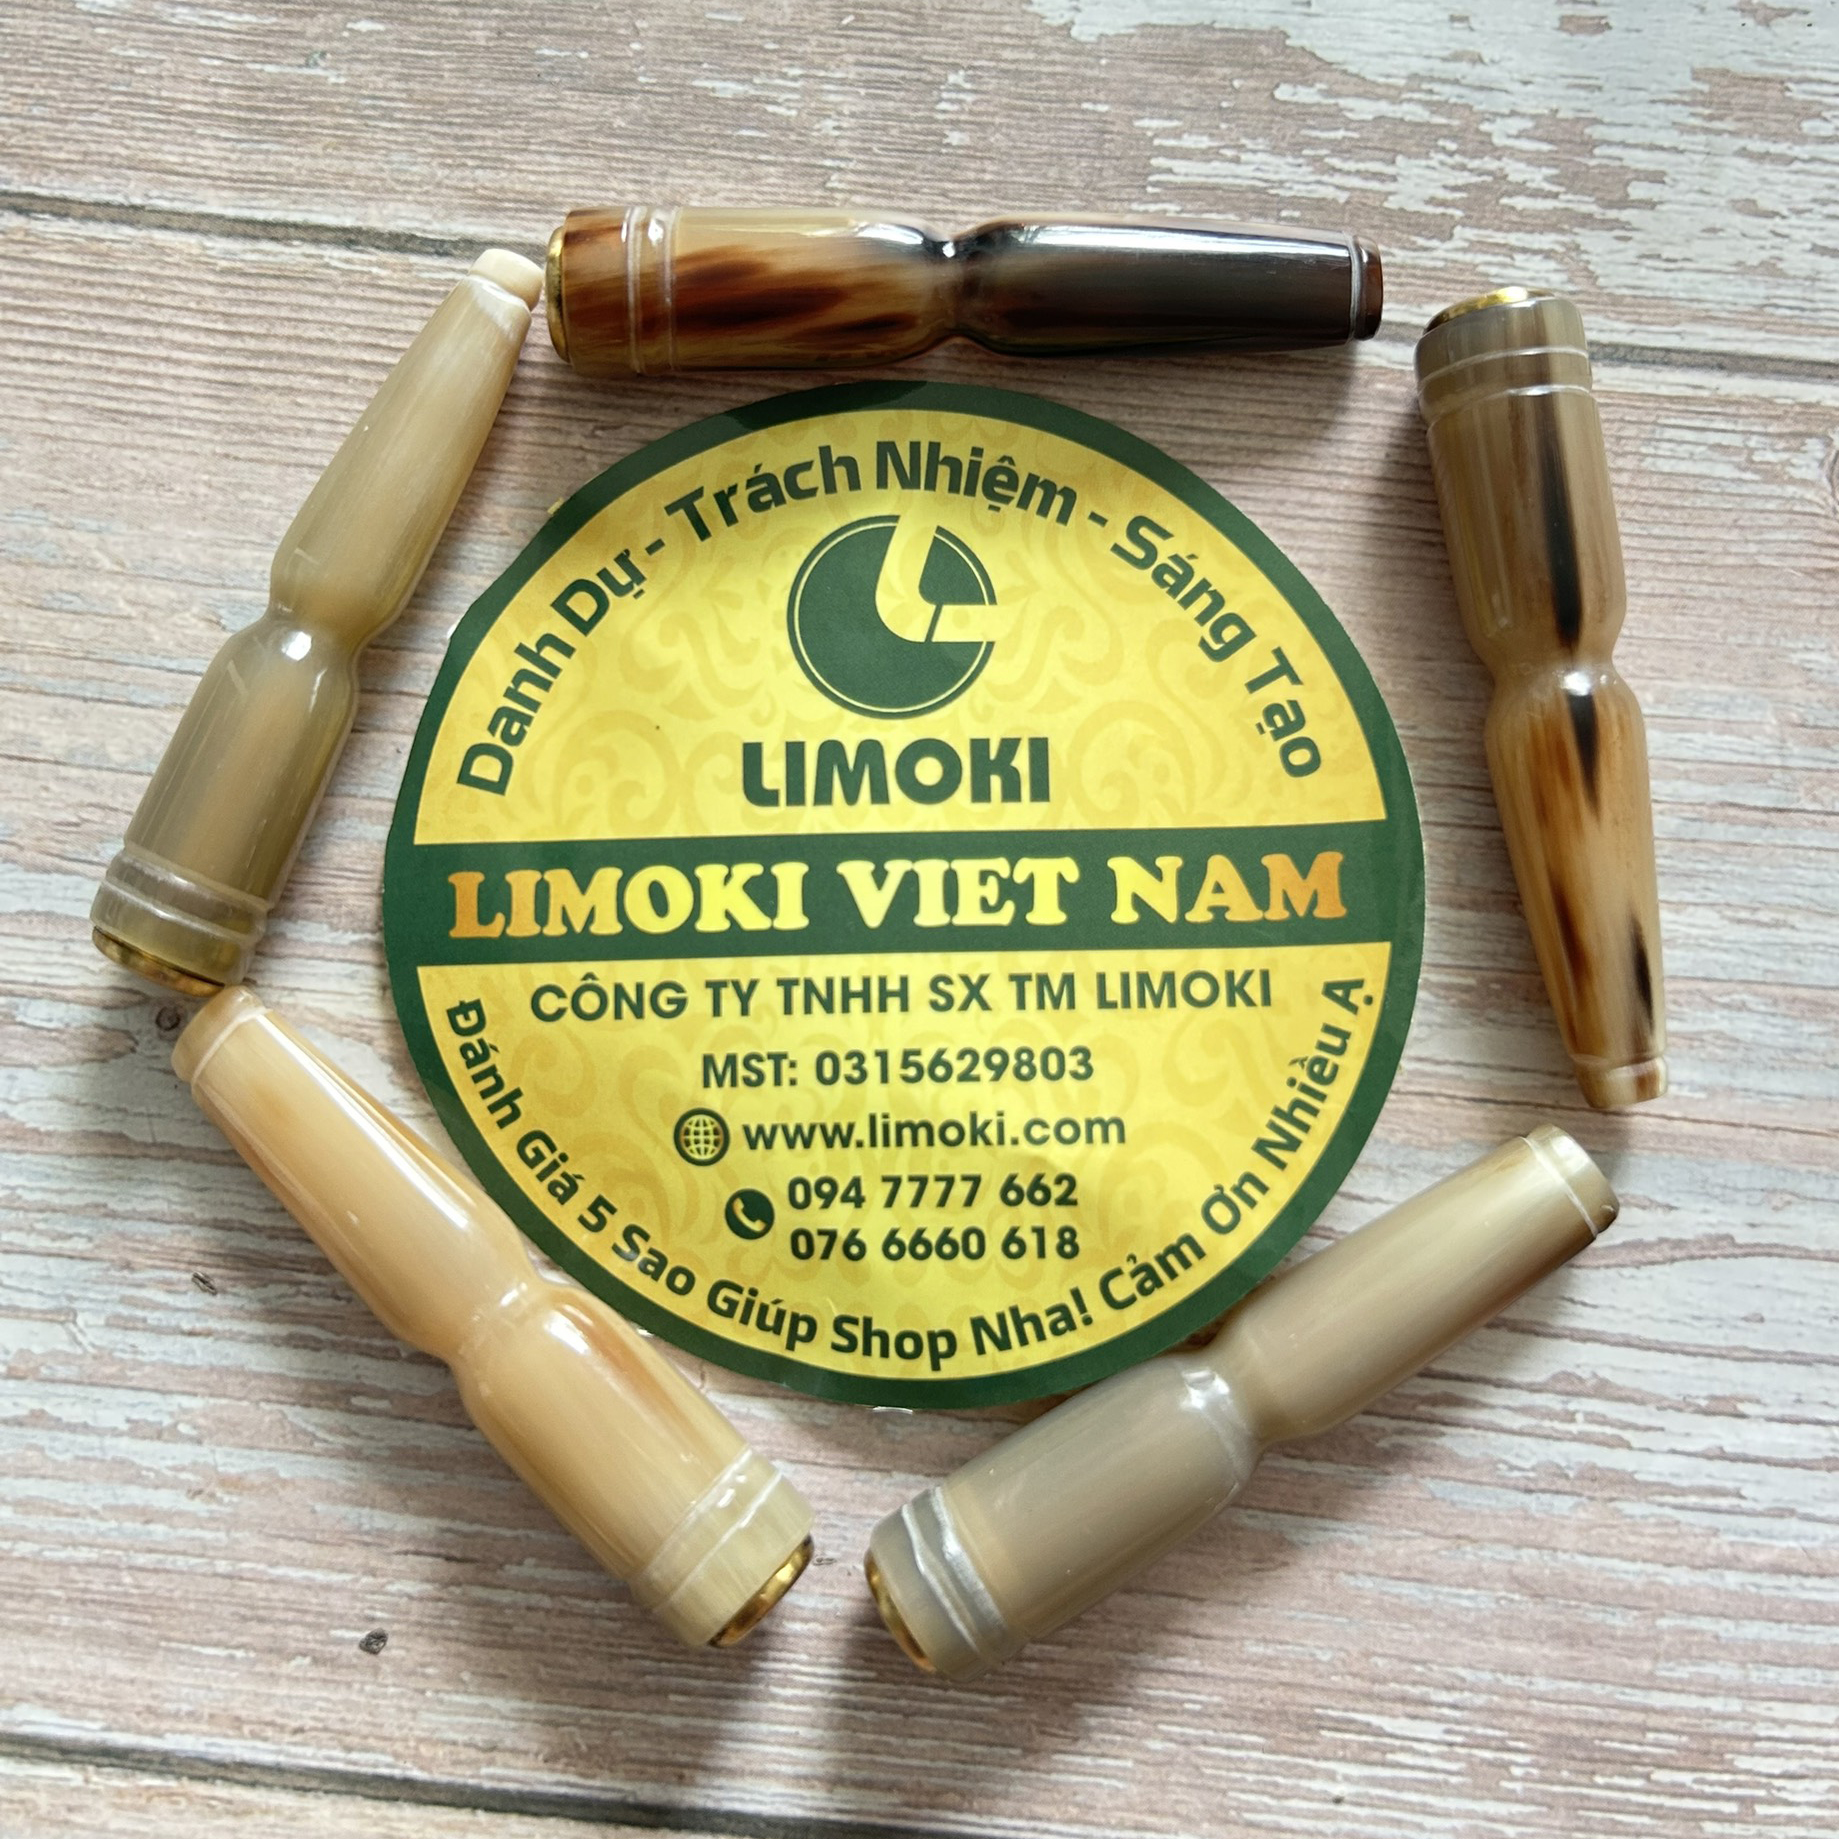 Danh Dự - Trách Nhiệm - Sáng Tạo
LIMOKI
LIMOKI VIET NAM
CÔNG TY TNHH SX TM LIMOKI
MST: 0315629803
www.limoki.com
094 7777 662
076 6660 618
Đánh Giá 5 Sao Giúp Shop Nha! Cảm Ơn Nhiều Ạ